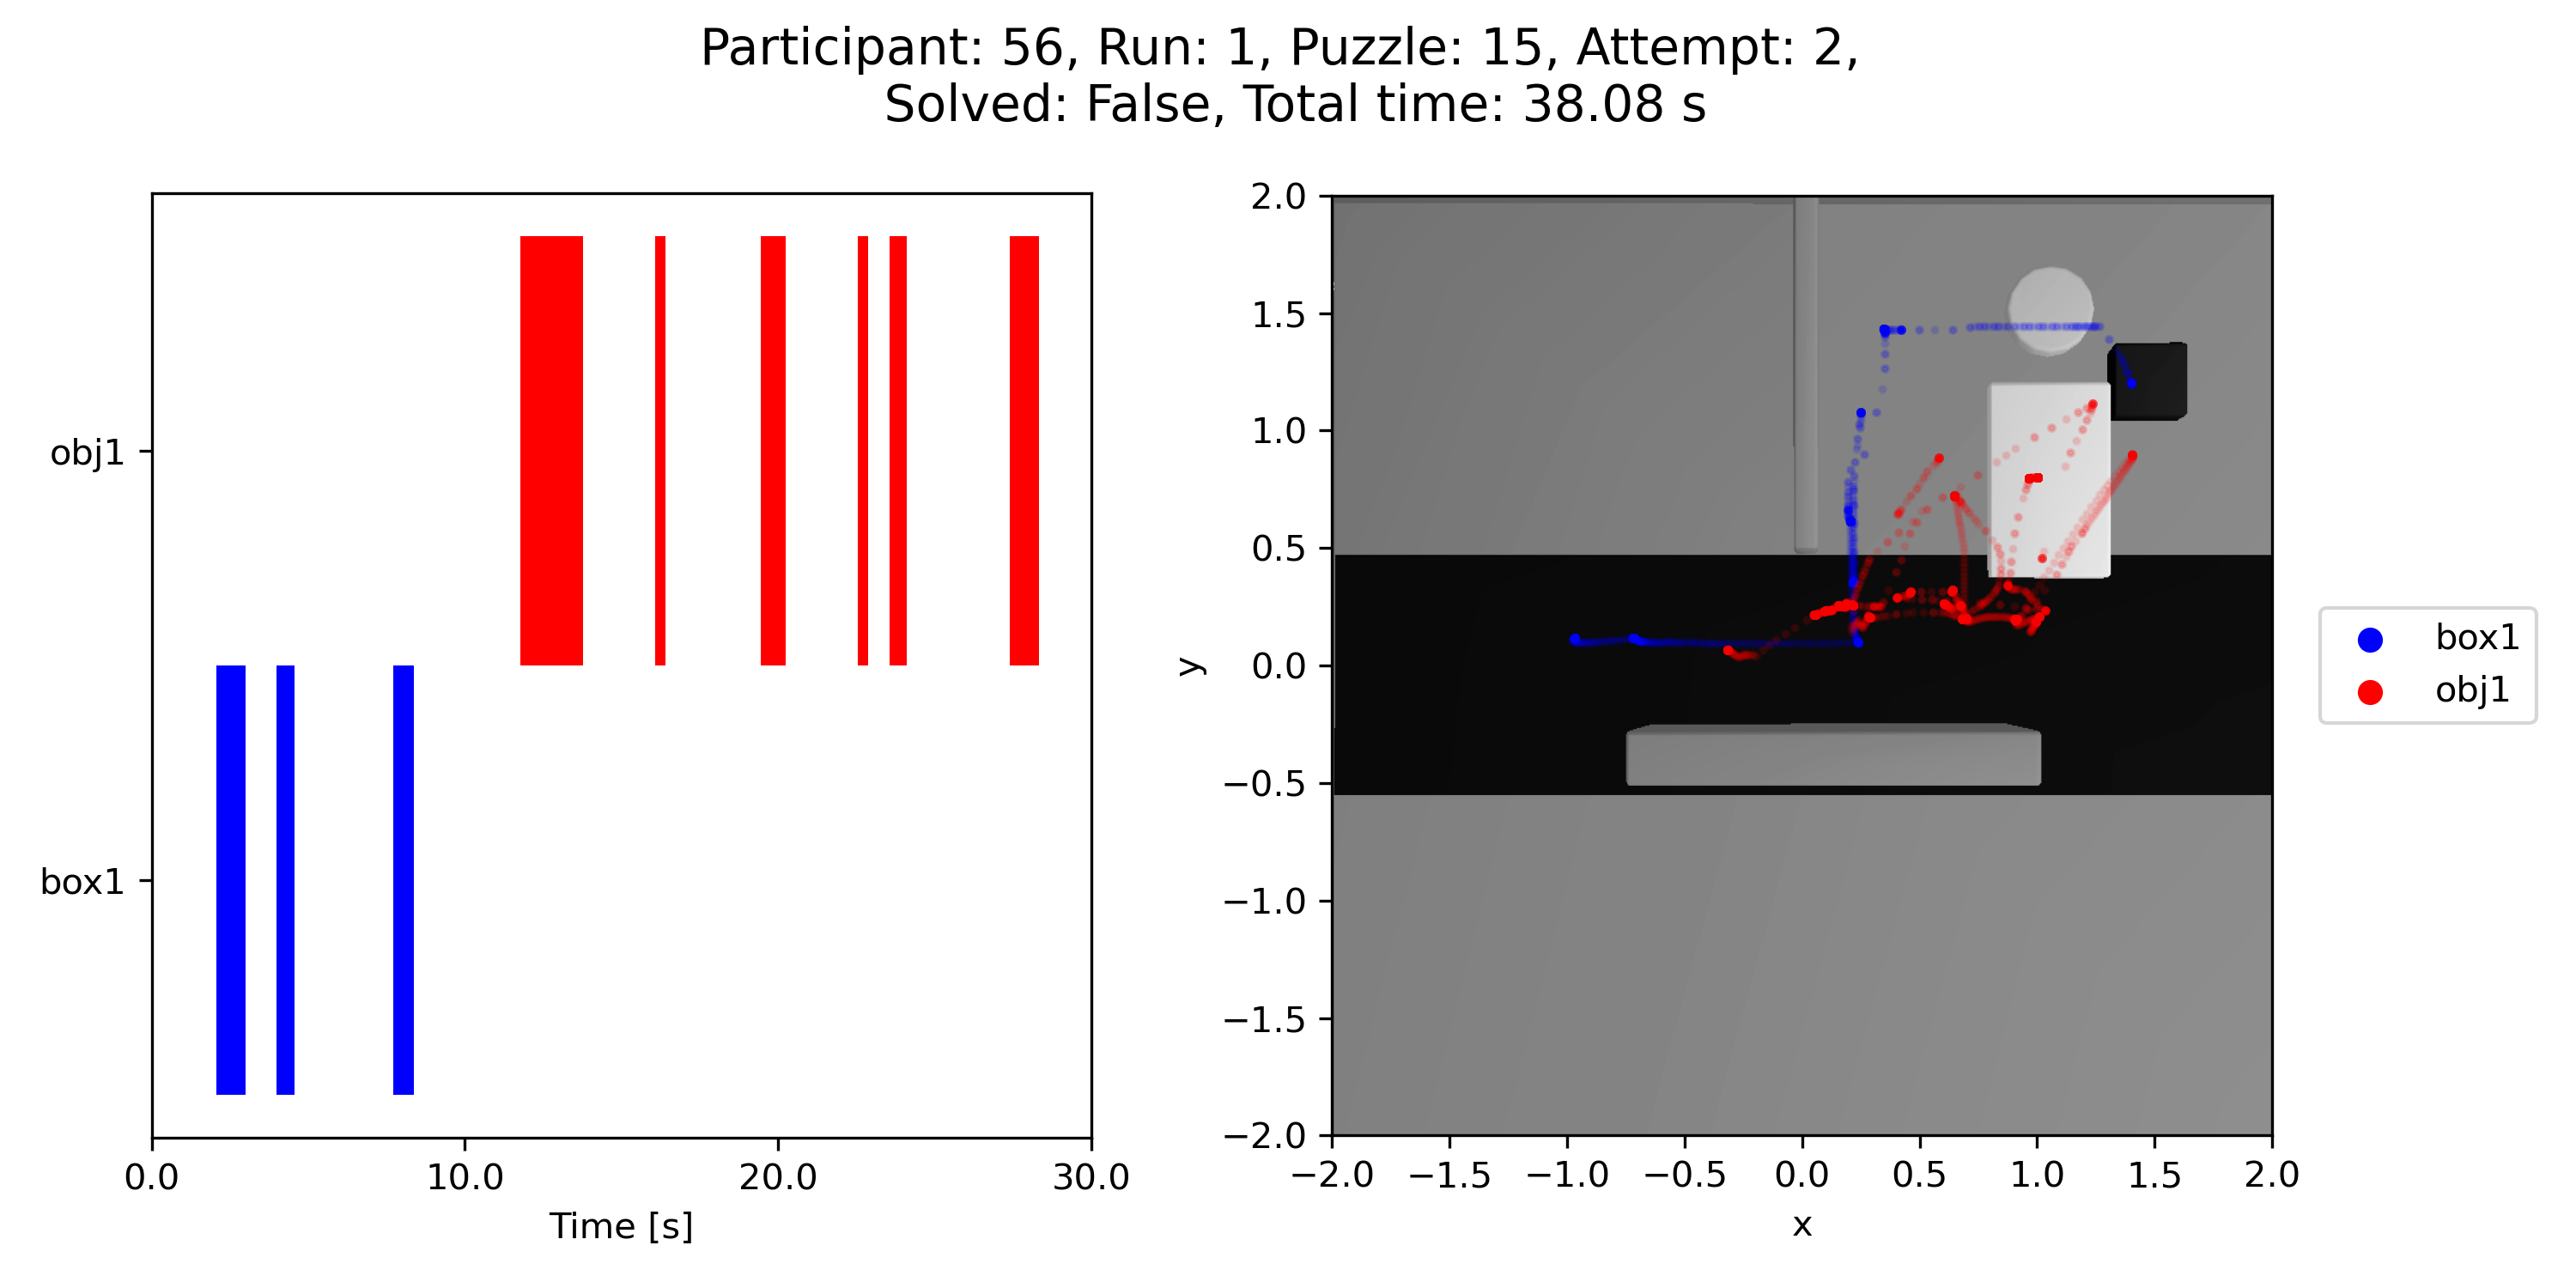 Participant: 56, Run: 1, Puzzle: 15, Attempt: 2,
Solved: False, Total time: 38.08 s
obj1
box1
0.0 10.0 20.0 30.0
Time [s]
2.0
1.5
1.0
0.5
0.0
−0.5
−1.0
−1.5
−2.0
y
−2.0 −1.5 −1.0 −0.5 0.0 0.5 1.0 1.5 2.0
x
box1
obj1